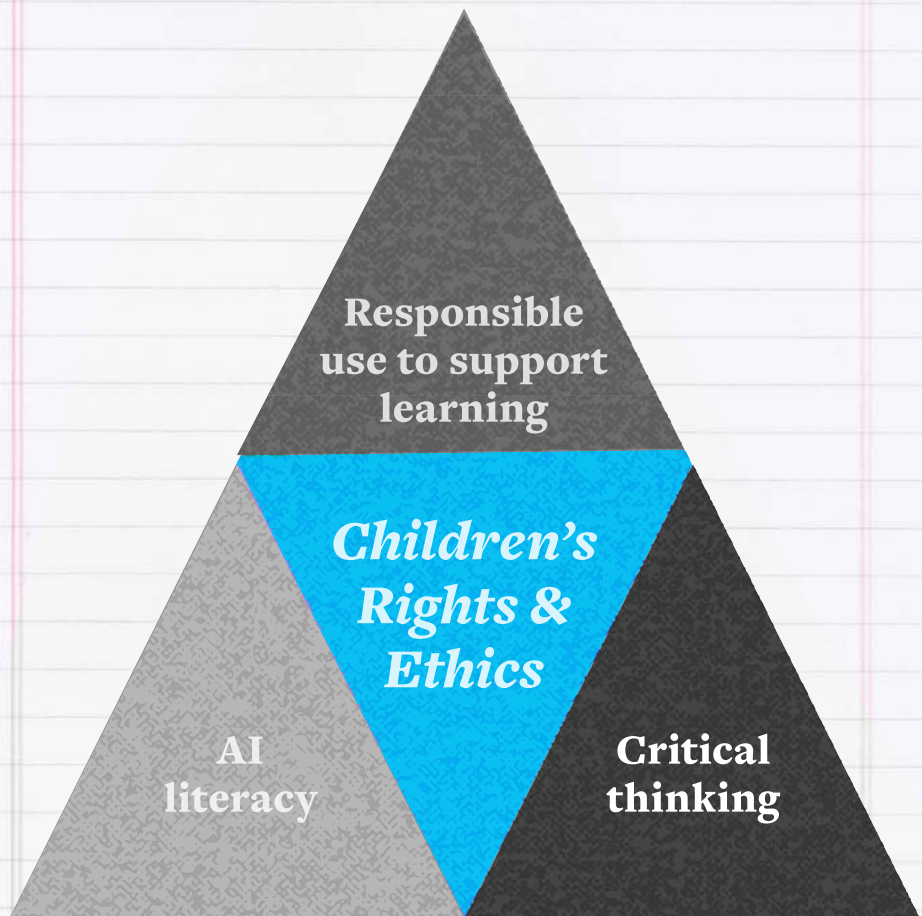 Responsible
use to support
learning
Children’s
Rights &
Ethics
AI
literacy
Critical
thinking